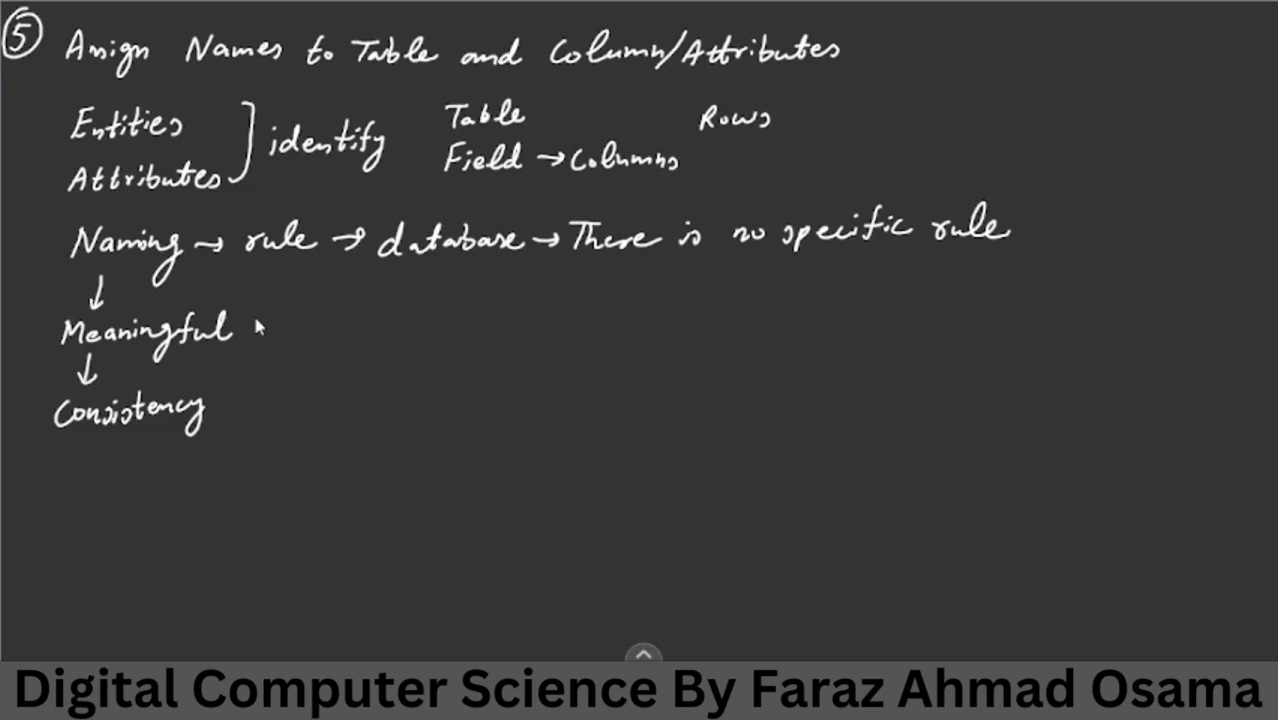 5 Assign Names to Table and Column/Attributes
Entities
Attributes } identify
Table Rows
Field → Columns
Naming → rule → database → There is no specific rule
↓
Meaningful
↓
Consistency
Digital Computer Science By Faraz Ahmad Osama